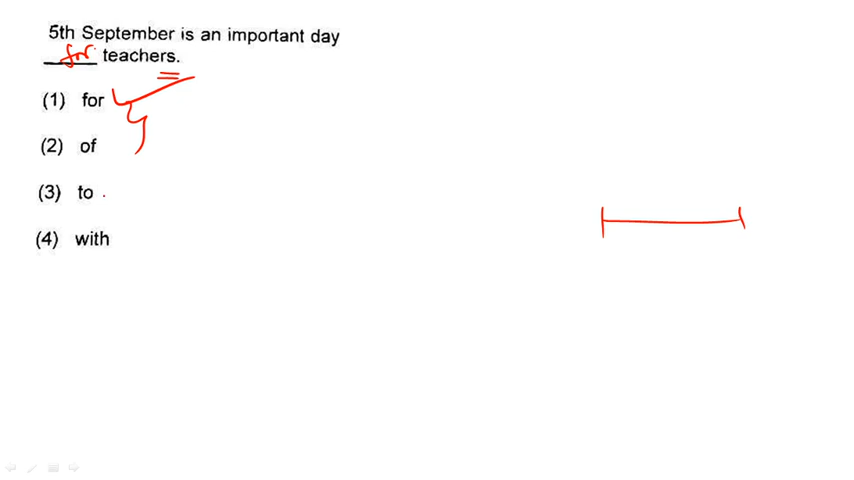 5th September is an important day
for teachers.
(1) for
(2) of
(3) to
(4) with